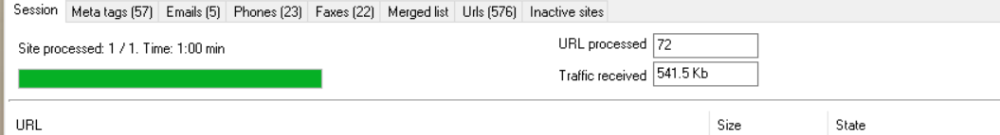 Session Meta tags (57) Emails (5) Phones (23) Faxes (22) Merged list Urls (576) Inactive sites
Site processed: 1 / 1. Time: 1:00 min
URL processed 72
Traffic received 541.5 Kb
URL Size State